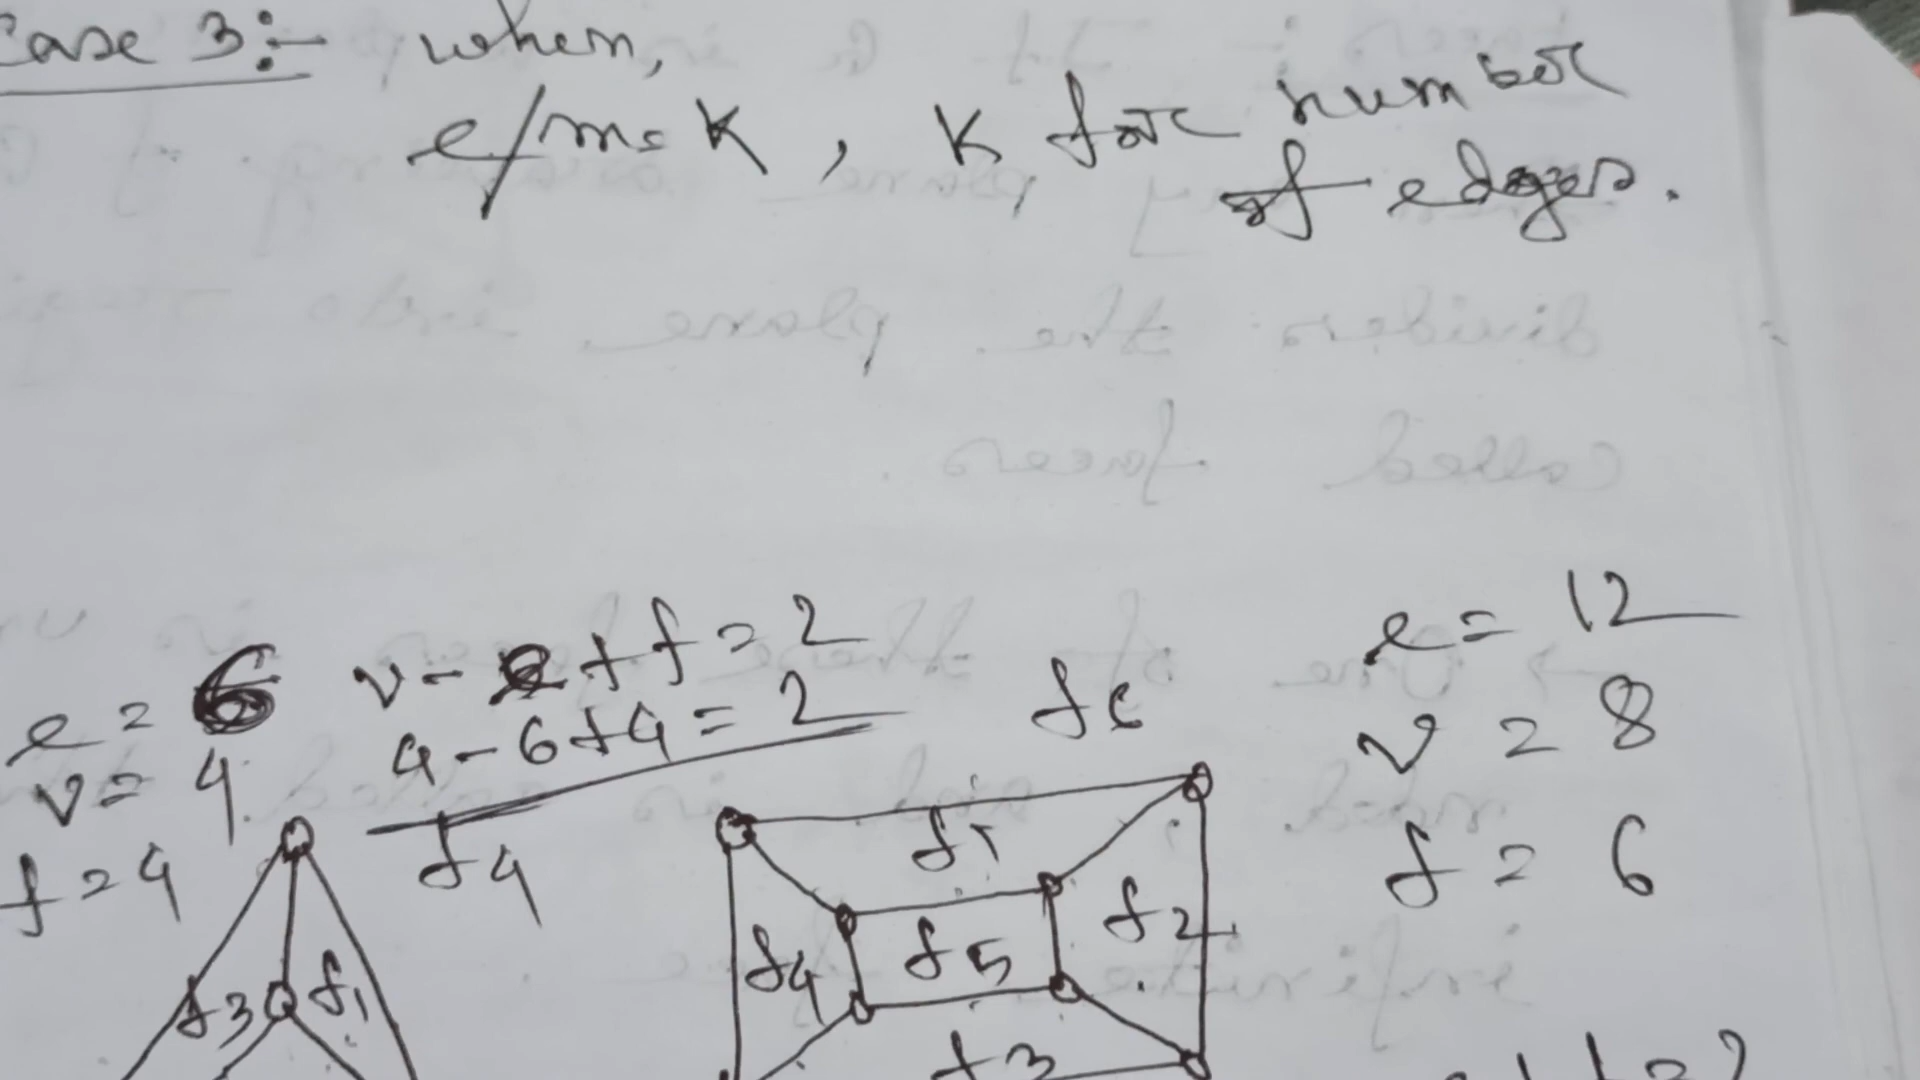 Case 3:- when,
e/m = K, K for number
of edges.
e = 6
v = 4
f = 4
v - e + f = 2
4 - 6 + 4 = 2
f4
f3
f1
f6
f1
f2
f4
f5
f3
e = 12
v = 8
f = 6